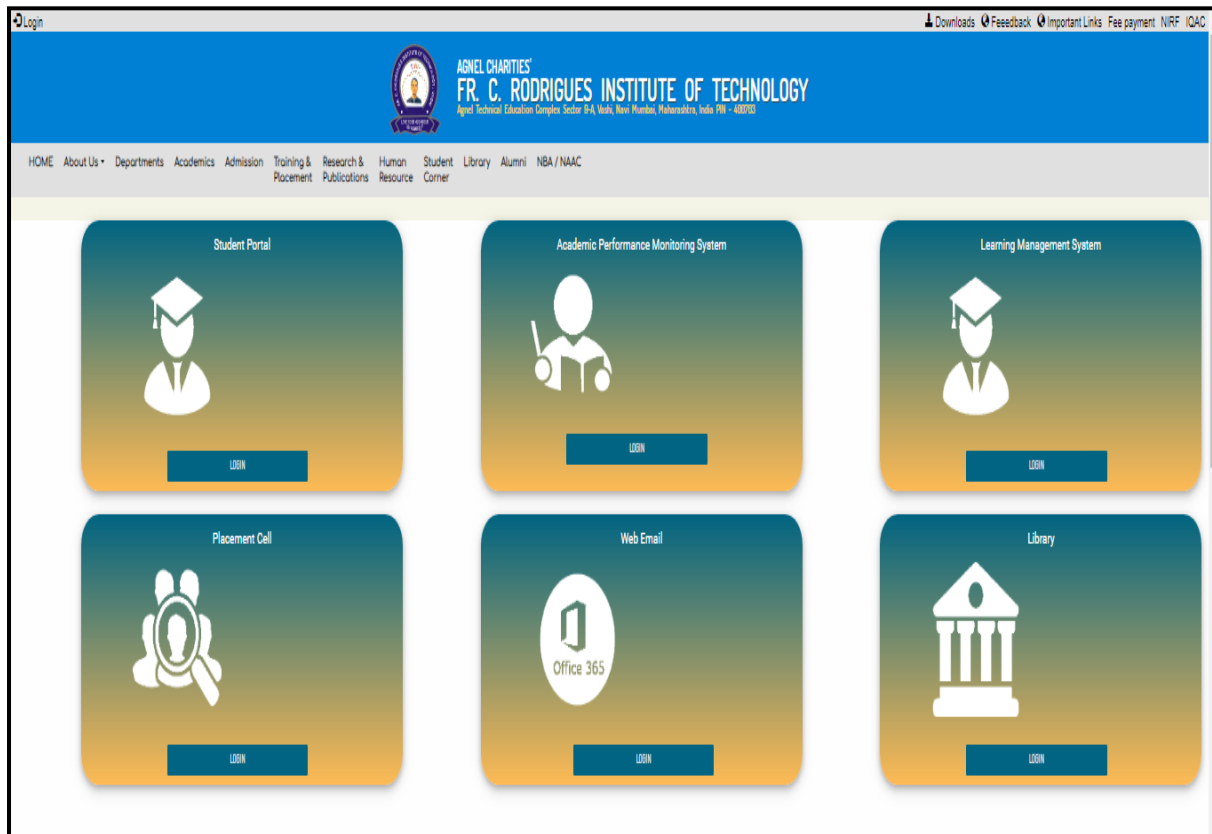 Login
Downloads Feeedback Important Links Fee payment NIRF IQAC
AGNEL CHARITIES'
FR. C. RODRIGUES INSTITUTE OF TECHNOLOGY
Agnel Technical Education Complex Sector 9-A, Vashi, Navi Mumbai, Maharashtra, India PIN - 400703
HOME About Us Departments Academics Admission Training & Placement Research & Publications Human Resource Student Corner Library Alumni NBA / NAAC
Student Portal
LOGIN
Academic Performance Monitoring System
LOGIN
Learning Management System
LOGIN
Placement Cell
LOGIN
Web Email
Office 365
LOGIN
Library
LOGIN